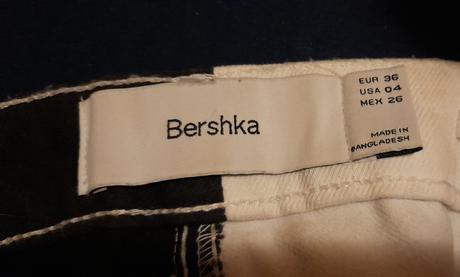 Bershka
EUR 36
USA 04
MEX 26
MADE IN
BANGLADESH